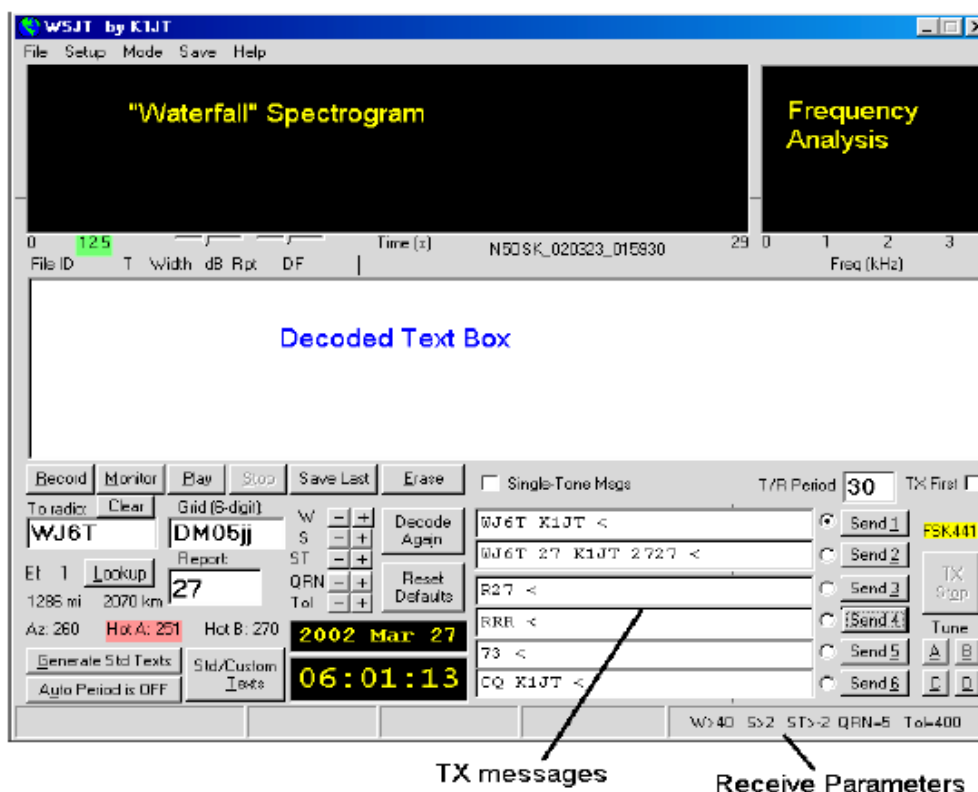 WSJT by K1JT
File Setup Mode Save Help
"Waterfall" Spectrogram
Frequency
Analysis
0 125 Time (s) N5OSK_020323_015930 29 0 1 2 3
File ID T Width dB Rpt DF Freq (kHz)
Decoded Text Box
Record Monitor Play Stop Save Last Erase Single-Tone Msgs T/R Period 30 TX First
To radio: Clear Grid (6-digit)
WJ6T DM05jj
W - + Decode Again
S - +
ST - + Reset Defaults
QRN - +
Tol - +
WJ6T K1JT < Send 1 FSK441
WJ6T 27 K1JT 2727 < Send 2
R27 < Send 3 TX Stop
RRR < Send 4 Tune
73 < Send 5 A B
CQ K1JT < Send 6 C D
Report:
El: 1 Lookup 27
1286 mi 2070 km
Az: 260 Hot A: 251 Hot B: 270 2002 Mar 27
Generate Std Texts Std/Custom Texts 06:01:13
Auto Period is OFF
W>40 S>2 ST>-2 QRN=5 Tol=400
TX messages
Receive Parameters